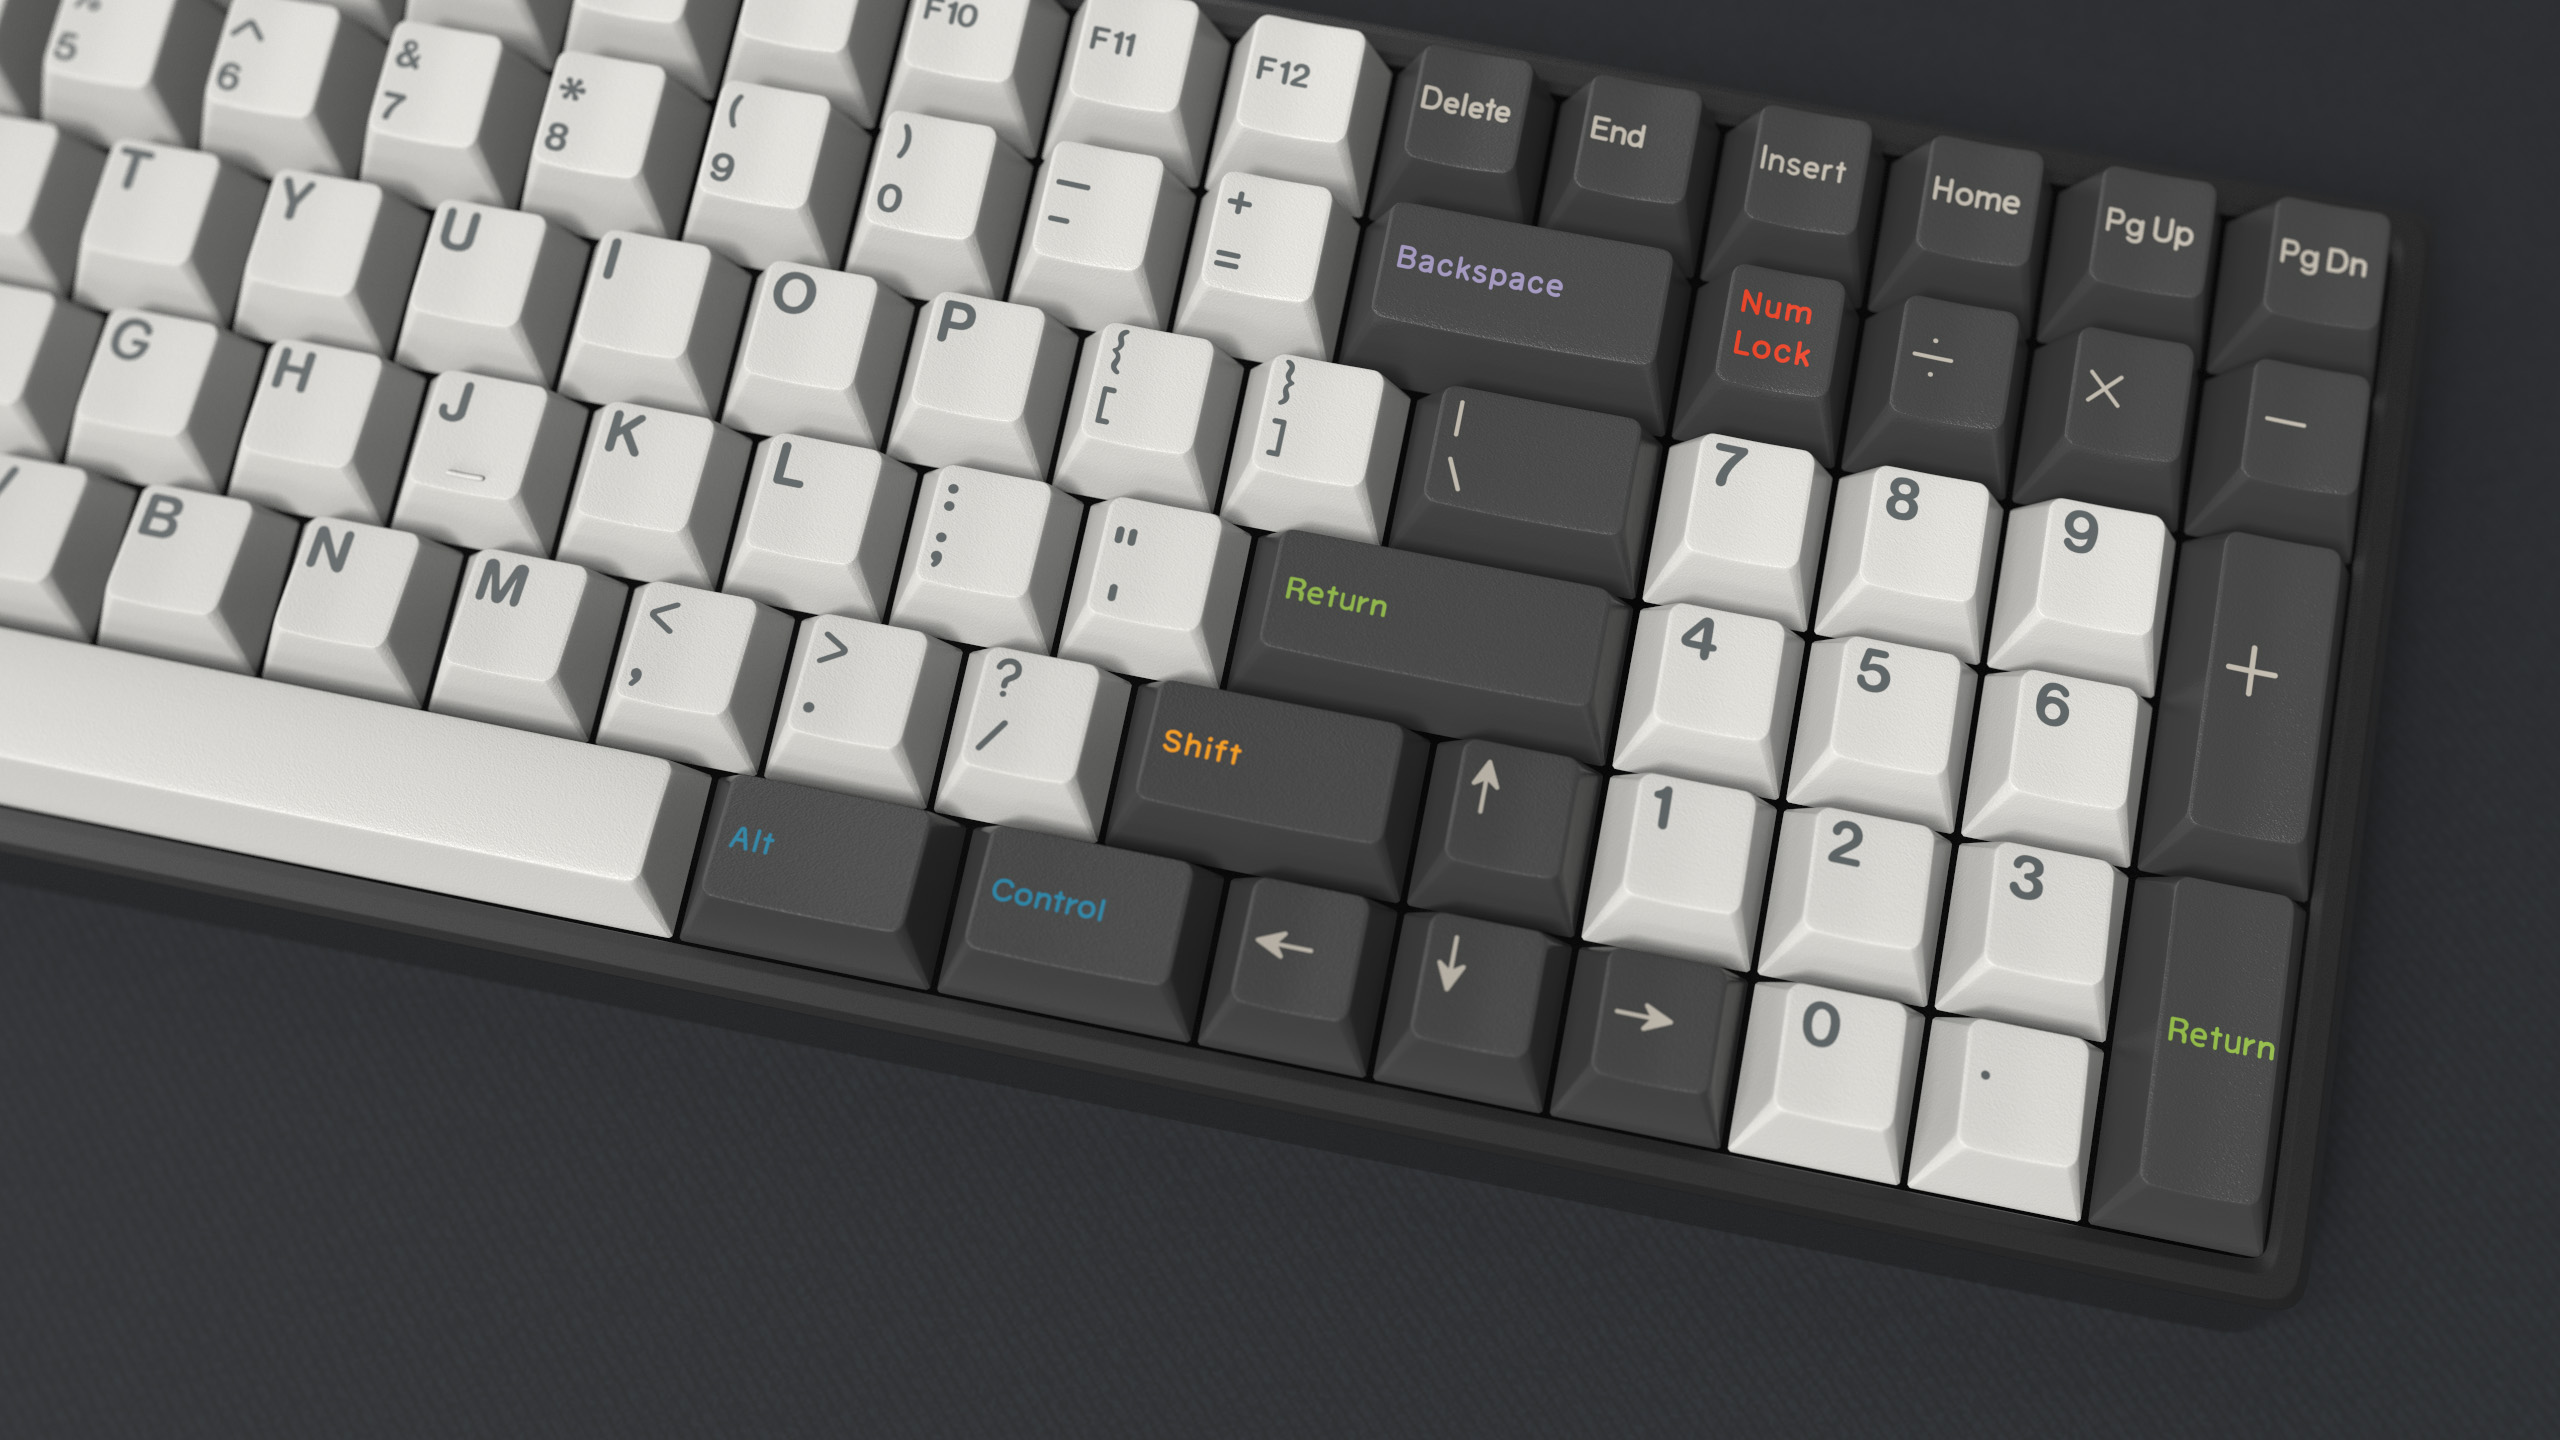 F10 F11 F12 Delete End Insert Home Pg Up Pg Dn
5 ^ 6 & 7 * 8 ( 9 ) 0 — - + = Backspace Num Lock ÷ × —
T Y U I O P { [ } ] | \ 7 8 9 +
G H J K L : ; " ' Return 4 5 6
B N M < , > . ? / Shift ↑ 1 2 3 Return
Alt Control ← ↓ → 0 .